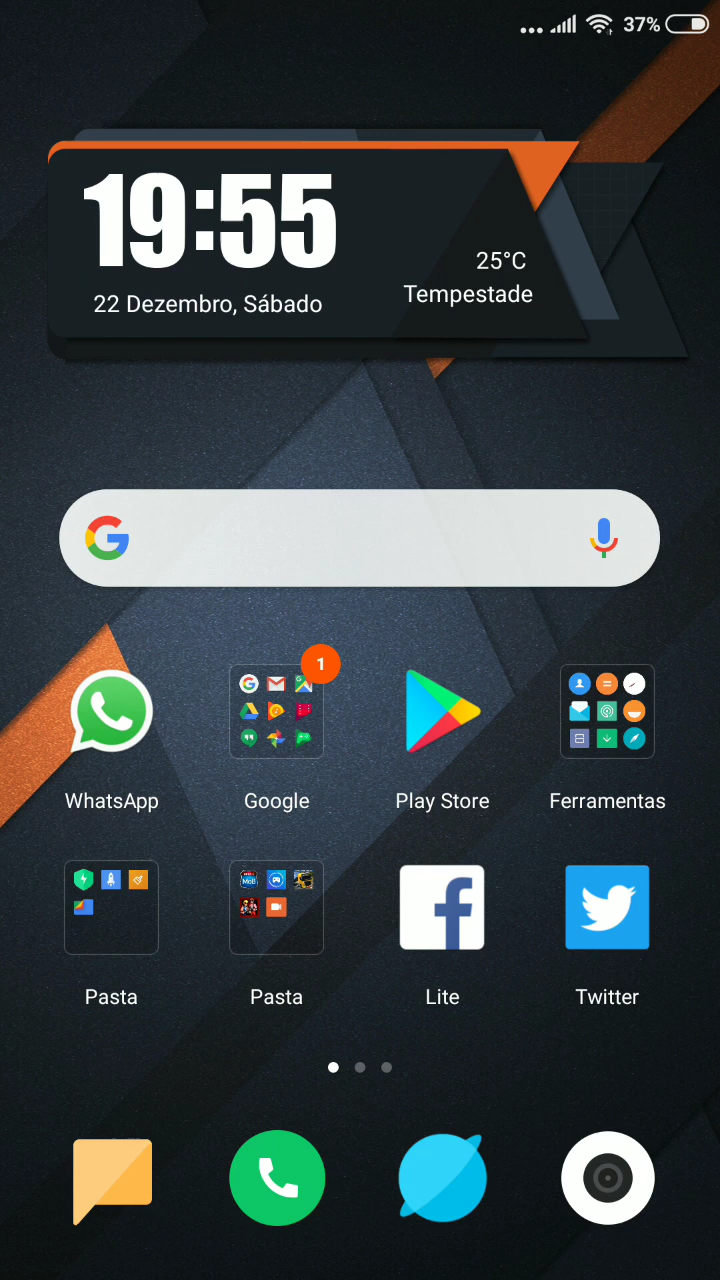 37%
19:55
22 Dezembro, Sábado
25°C
Tempestade
1
WhatsApp
Google
Play Store
Ferramentas
Pasta
Pasta
Lite
Twitter